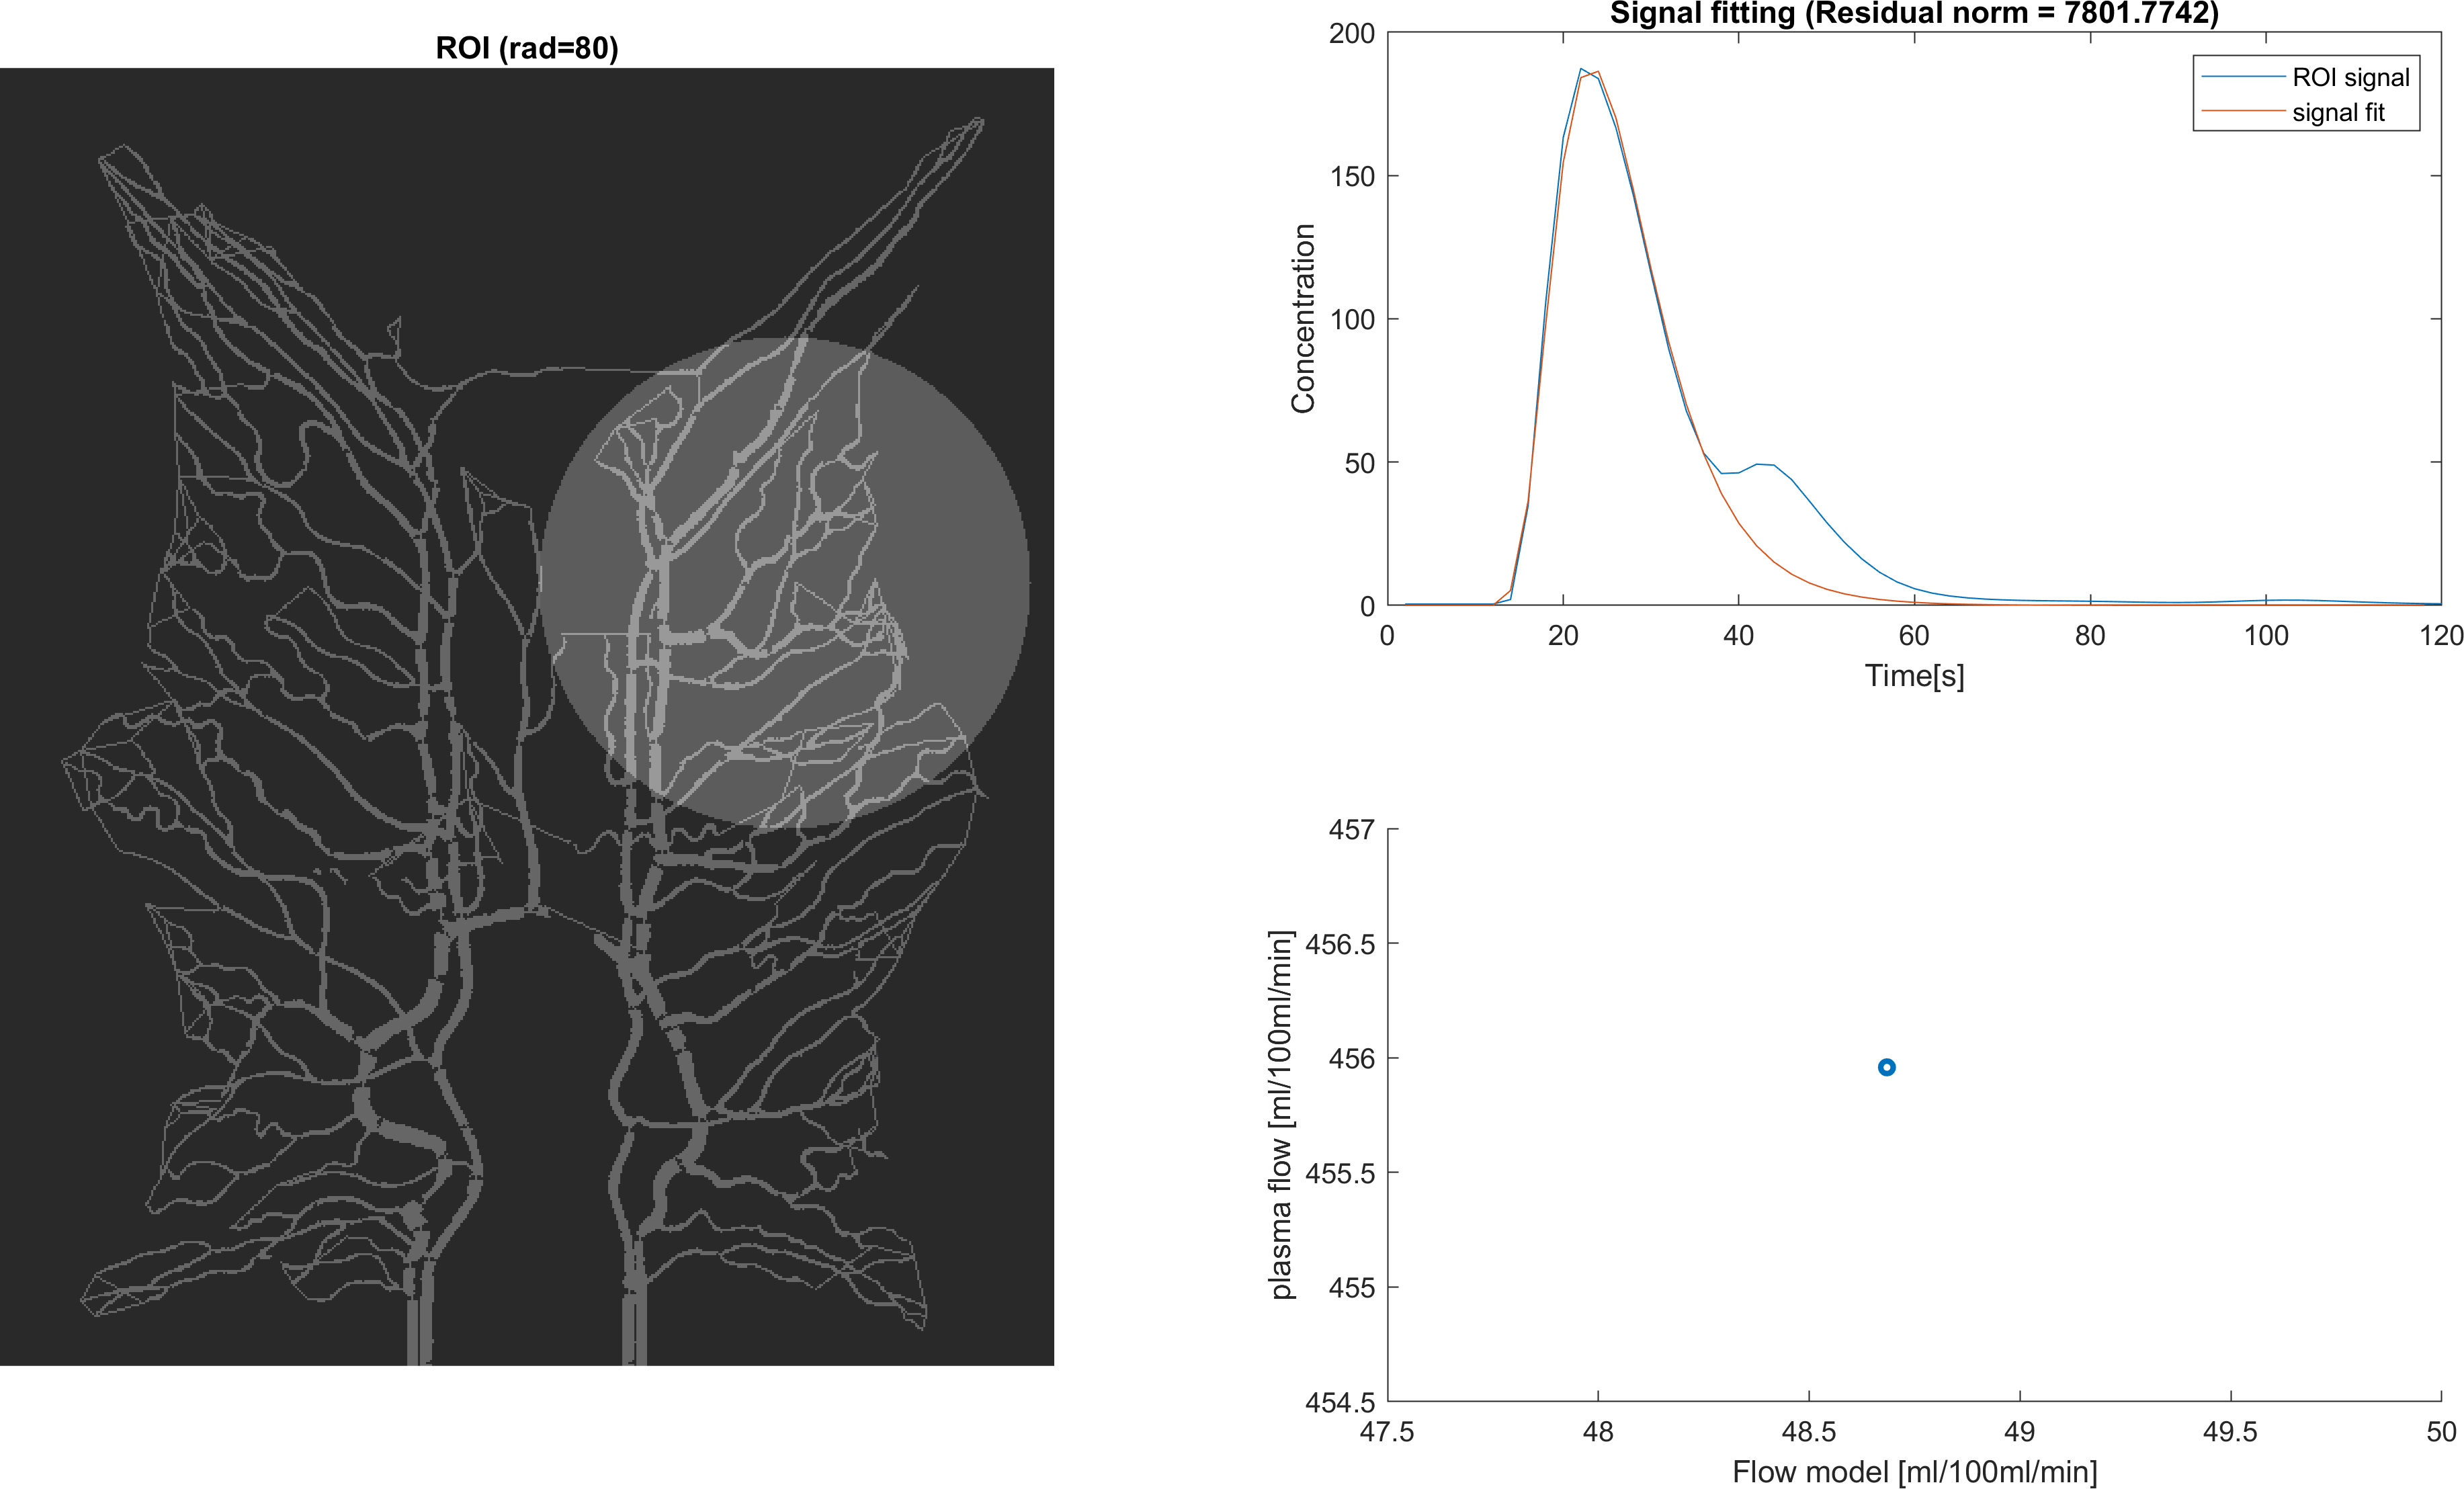 ROI (rad=80)
Signal fitting (Residual norm = 7801.7742)
200
150
100
50
0
Concentration
ROI signal
signal fit
0 20 40 60 80 100 120
Time[s]
457
456.5
456
455.5
455
454.5
plasma flow [ml/100ml/min]
47.5 48 48.5 49 49.5 50
Flow model [ml/100ml/min]